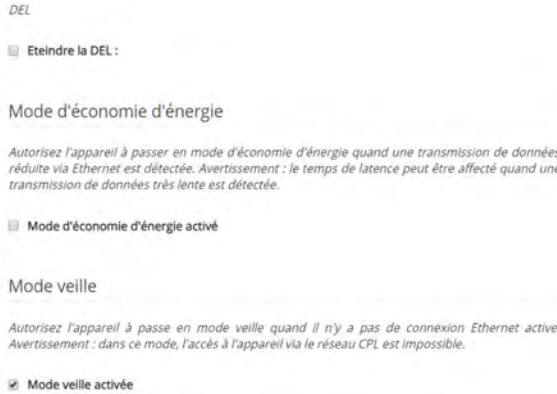 DEL
Eteindre la DEL :
Mode d'économie d'énergie
Autorisez l'appareil à passer en mode d'économie d'énergie quand une transmission de données
réduite via Ethernet est détectée. Avertissement : le temps de latence peut être affecté quand une
transmission de données très lente est détectée.
Mode d'économie d'énergie activé
Mode veille
Autorisez l'appareil à passe en mode veille quand il n'y a pas de connexion Ethernet active
Avertissement : dans ce mode, l'accès à l'appareil via le réseau CPL est impossible.
Mode veille activée